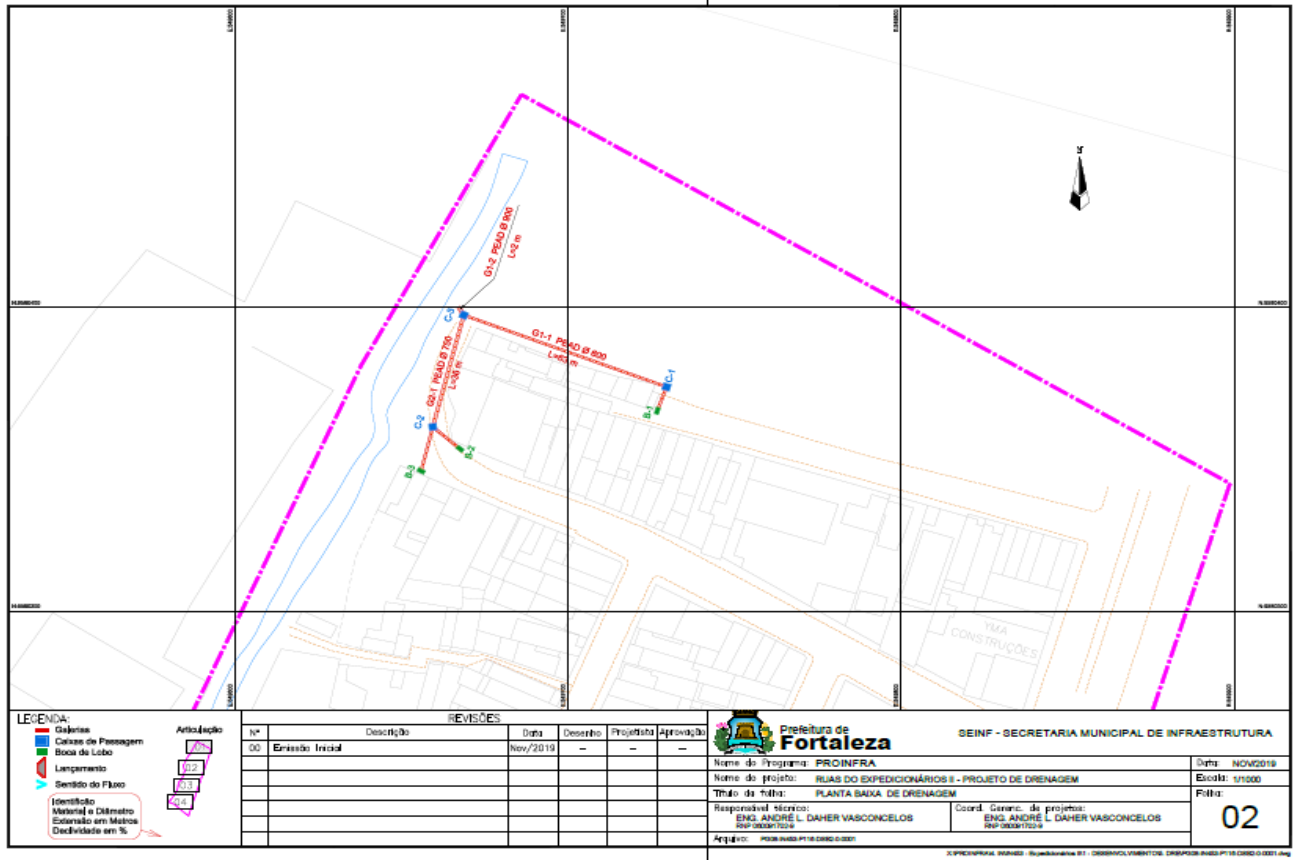 N
G1-2 PEAD Ø 900
L=2 m
C-3
G1-1 PEAD Ø 600
C-1
B-1
G2-1 PEAD Ø 750
C-2
B-2
B-3
YMA
CONSTRUÇÕES
LEGENDA:
Galerias
Caixas de Passagem
Boca de Lobo
Lançamento
Sentido do Fluxo
Identificão
Material e Diâmetro
Extensão em Metros
Declividade em %
Articulação
01
02
03
04
REVISÕES
Nº Descrição Data Desenho Projetista Aprovação
00 Emissão Inicial Nov/2019 – – –
Prefeitura de
Fortaleza
SEINF - SECRETARIA MUNICIPAL DE INFRAESTRUTURA
Nome do Programa: PROINFRA
Data: NOV/2019
Nome do projeto: RUAS DO EXPEDICIONÁRIOS II - PROJETO DE DRENAGEM
Escala: 1/1000
Título da folha: PLANTA BAIXA DE DRENAGEM
Folha:
02
Responsável técnico:
ENG. ANDRÉ L. DAHER VASCONCELOS
Coord. Gerenc. de projetos:
ENG. ANDRÉ L. DAHER VASCONCELOS
Arquivo: